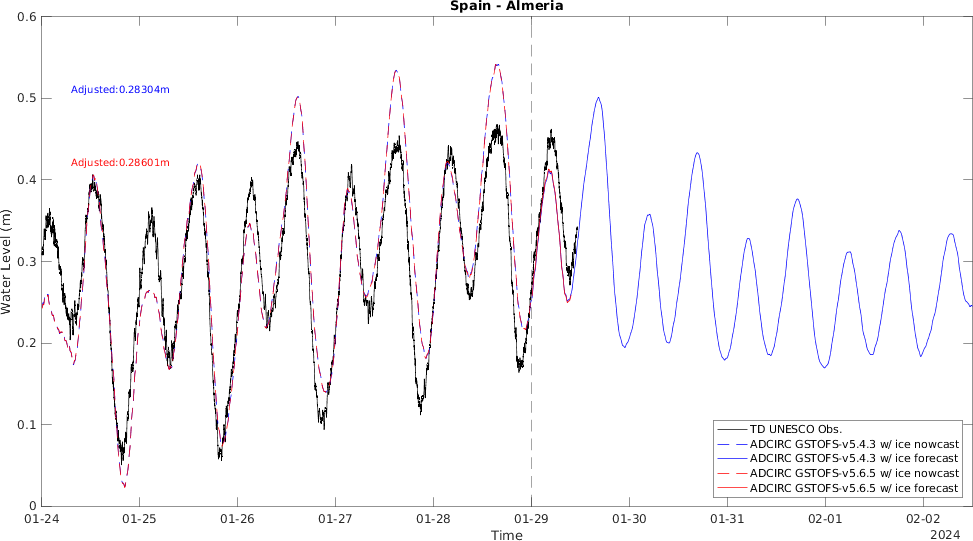 Spain - Almeria
0.6
0.5
0.4
0.3
0.2
0.1
0
Water Level (m)
Adjusted:0.28304m
Adjusted:0.28601m
TD UNESCO Obs.
ADCIRC GSTOFS-v5.4.3 w/ ice nowcast
ADCIRC GSTOFS-v5.4.3 w/ ice forecast
ADCIRC GSTOFS-v5.6.5 w/ ice nowcast
ADCIRC GSTOFS-v5.6.5 w/ ice forecast
01-24 01-25 01-26 01-27 01-28 01-29 01-30 01-31 02-01 02-02
Time
2024